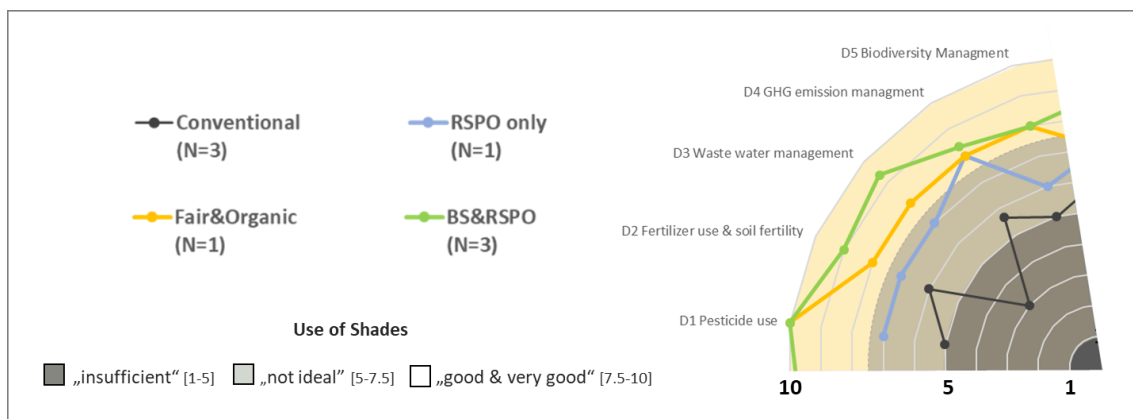 Conventional
(N=3)
RSPO only
(N=1)
Fair&Organic
(N=1)
BS&RSPO
(N=3)
Use of Shades
„insufficient“ [1-5]
„not ideal“ [5-7.5]
„good & very good“ [7.5-10]
D5 Biodiversity Managment
D4 GHG emission managment
D3 Waste water management
D2 Fertilizer use & soil fertility
D1 Pesticide use
10
5
1